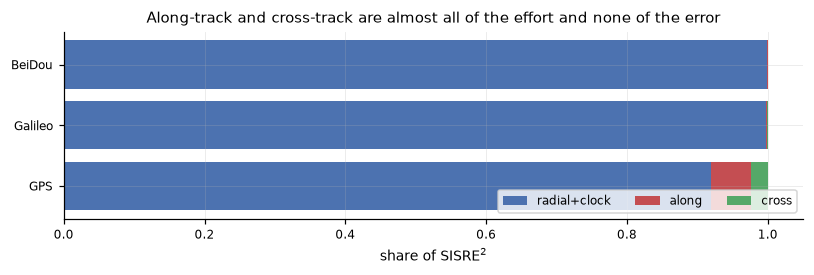 Along-track and cross-track are almost all of the effort and none of the error
BeiDou
Galileo
GPS
radial+clock along cross
0.0 0.2 0.4 0.6 0.8 1.0
share of SISRE²